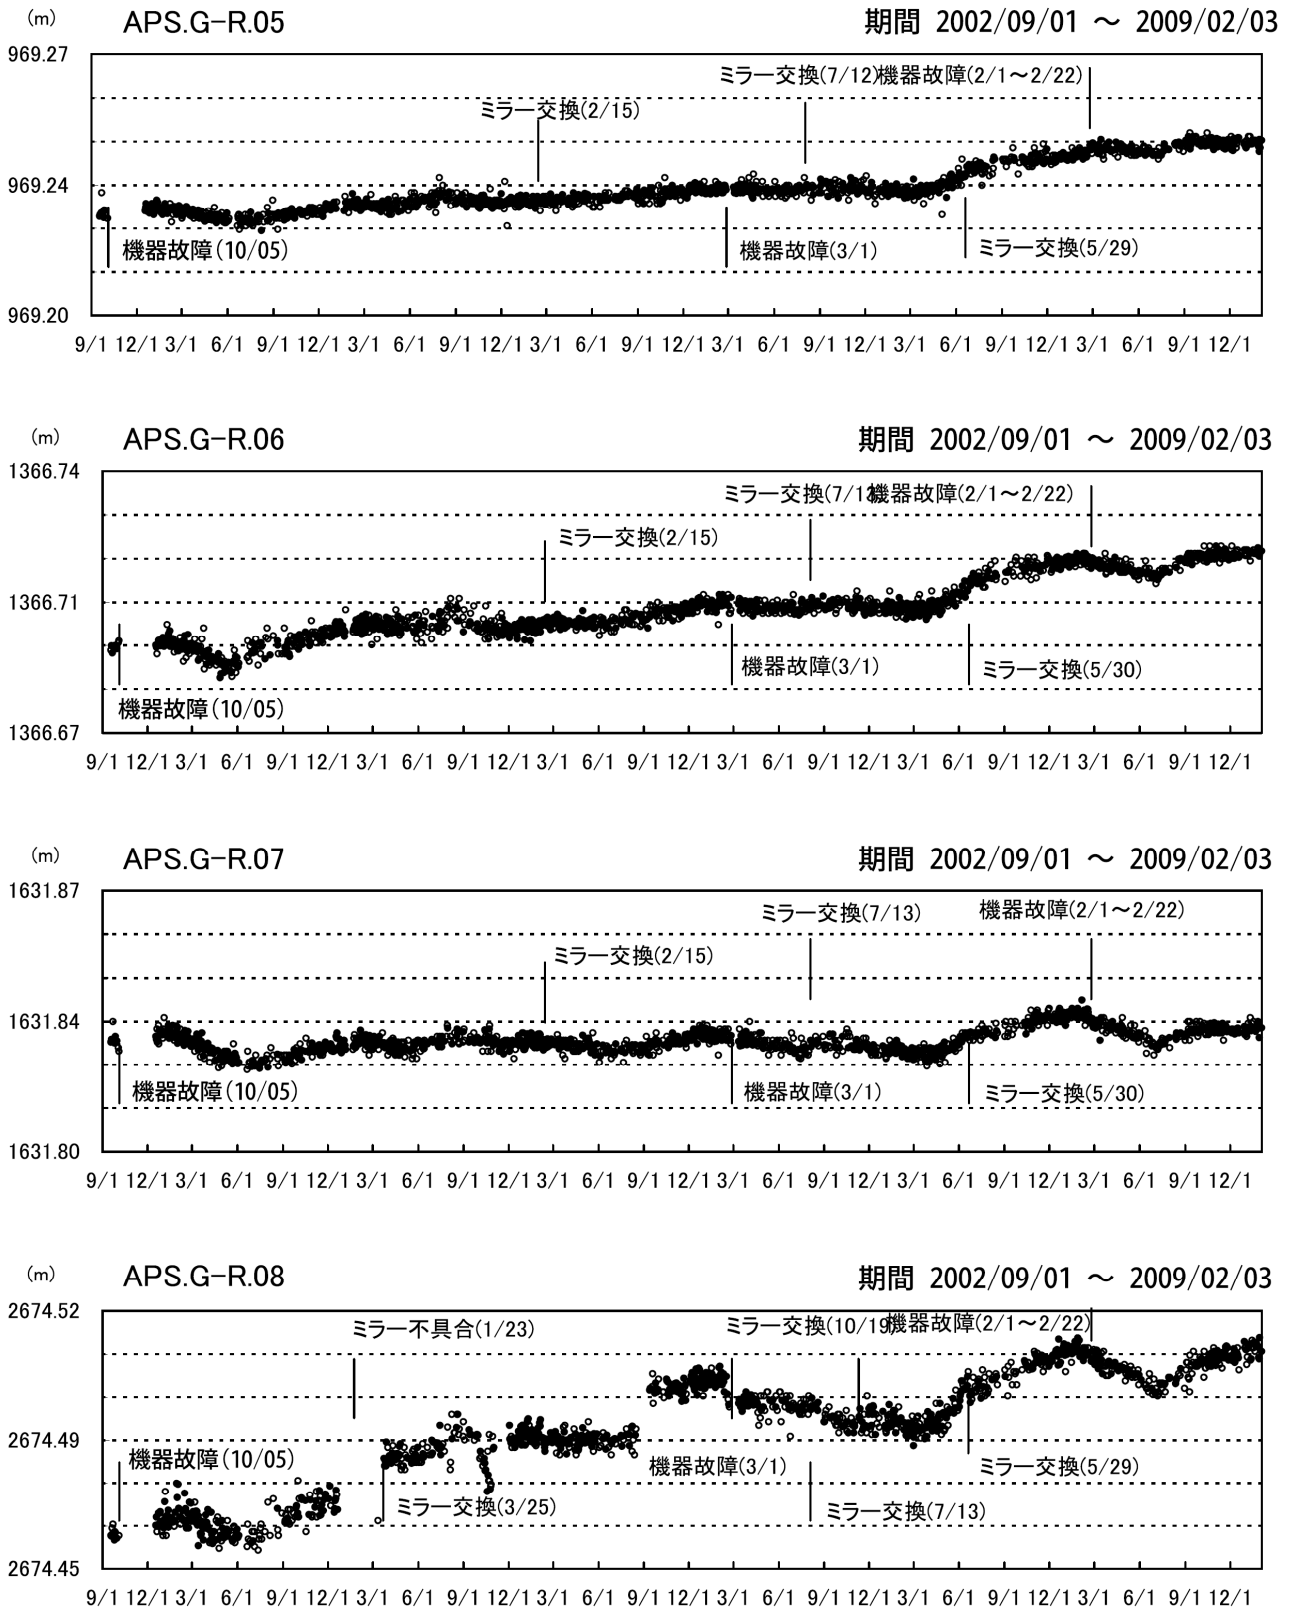 (m) APS.G-R.05 期間 2002/09/01 ～ 2009/02/03
969.27
ミラー交換(7/12)機器故障(2/1～2/22)
ミラー交換(2/15)
969.24
機器故障(10/05) 機器故障(3/1) ミラー交換(5/29)
969.20
9/1 12/1 3/1 6/1 9/1 12/1 3/1 6/1 9/1 12/1 3/1 6/1 9/1 12/1 3/1 6/1 9/1 12/1 3/1 6/1 9/1 12/1 3/1 6/1 9/1 12/1
(m) APS.G-R.06 期間 2002/09/01 ～ 2009/02/03
1366.74
ミラー交換(7/13)機器故障(2/1～2/22)
ミラー交換(2/15)
1366.71
機器故障(3/1) ミラー交換(5/30)
機器故障(10/05)
1366.67
9/1 12/1 3/1 6/1 9/1 12/1 3/1 6/1 9/1 12/1 3/1 6/1 9/1 12/1 3/1 6/1 9/1 12/1 3/1 6/1 9/1 12/1 3/1 6/1 9/1 12/1
(m) APS.G-R.07 期間 2002/09/01 ～ 2009/02/03
1631.87
ミラー交換(7/13) 機器故障(2/1～2/22)
ミラー交換(2/15)
1631.84
機器故障(10/05) 機器故障(3/1) ミラー交換(5/30)
1631.80
9/1 12/1 3/1 6/1 9/1 12/1 3/1 6/1 9/1 12/1 3/1 6/1 9/1 12/1 3/1 6/1 9/1 12/1 3/1 6/1 9/1 12/1 3/1 6/1 9/1 12/1
(m) APS.G-R.08 期間 2002/09/01 ～ 2009/02/03
2674.52
ミラー不具合(1/23) ミラー交換(10/19)機器故障(2/1～2/22)
2674.49
機器故障(10/05) 機器故障(3/1) ミラー交換(5/29)
ミラー交換(3/25) ミラー交換(7/13)
2674.45
9/1 12/1 3/1 6/1 9/1 12/1 3/1 6/1 9/1 12/1 3/1 6/1 9/1 12/1 3/1 6/1 9/1 12/1 3/1 6/1 9/1 12/1 3/1 6/1 9/1 12/1